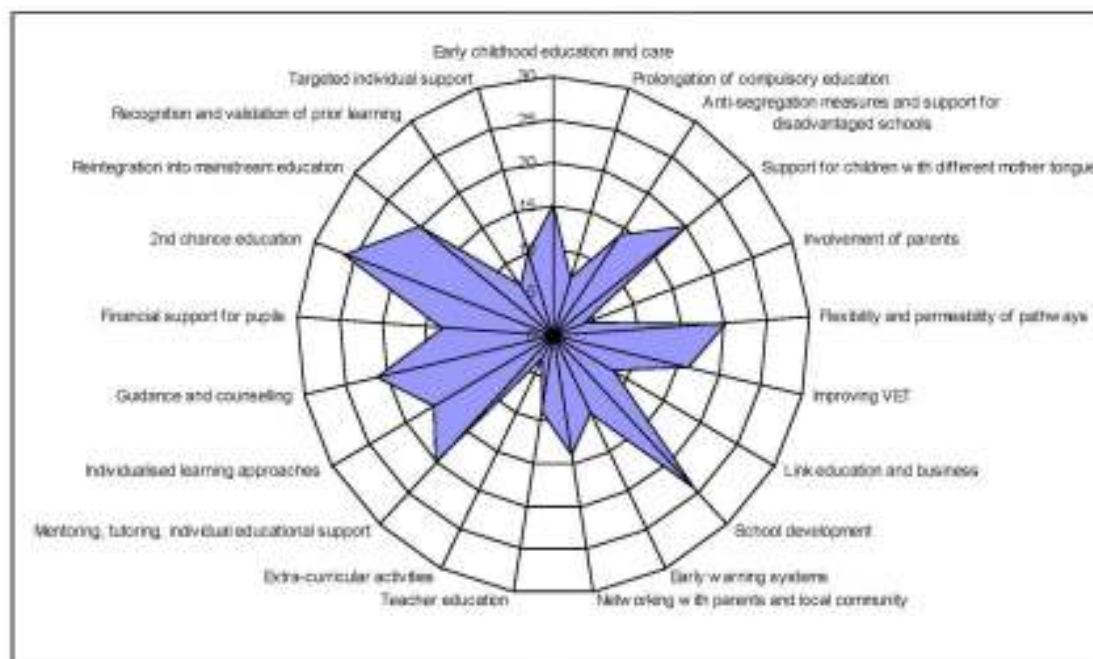 Early childhood education and care
Targeted individual support
Prolongation of compulsory education
Recognition and validation of prior learning
Anti-segregation measures and support for
disadvantaged schools
Reintegration into mainstream education
Support for children with different mother tongue
2nd chance education
Involvement of parents
Financial support for pupils
Flexibility and permeability of pathways
Guidance and counselling
Improving VET
Individualised learning approaches
Link education and business
Mentoring, tutoring, individual educational support
School development
Extra-curricular activities
Early warning systems
Teacher education
Networking with parents and local community
30
25
20
15